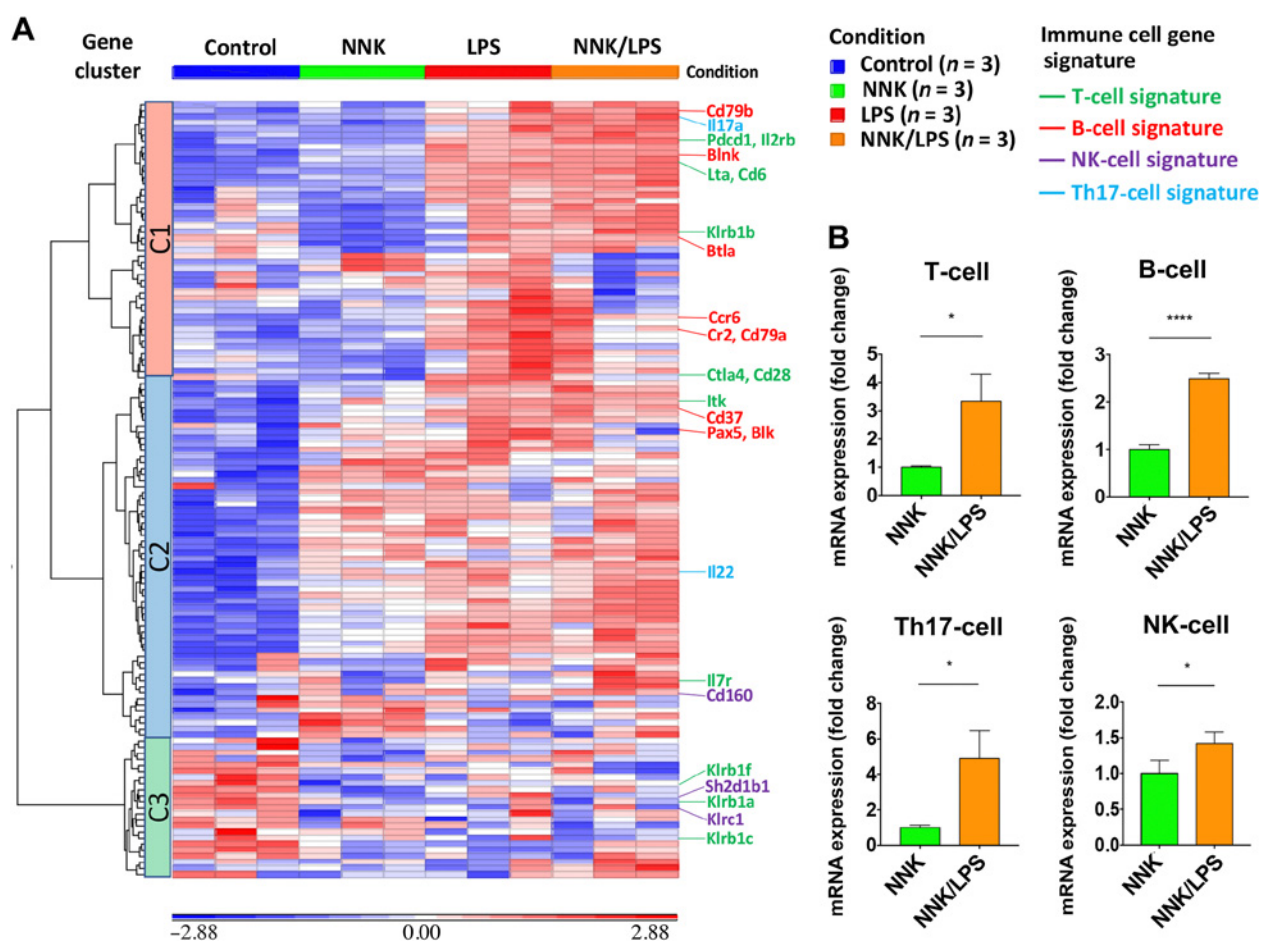 A
Gene
cluster
Control
NNK
LPS
NNK/LPS
Condition
C1
C2
C3
Cd79b
Il17a
Pdcd1, Il2rb
Blnk
Lta, Cd6
Klrb1b
Btla
Ccr6
Cr2, Cd79a
Ctla4, Cd28
Itk
Cd37
Pax5, Blk
Il22
Il7r
Cd160
Klrb1f
Sh2d1b1
Klrb1a
Klrc1
Klrb1c
−2.88 0.00 2.88
Condition
Control (n = 3)
NNK (n = 3)
LPS (n = 3)
NNK/LPS (n = 3)
Immune cell gene
signature
T-cell signature
B-cell signature
NK-cell signature
Th17-cell signature
B
T-cell
mRNA expression (fold change)
*
5
4
3
2
1
0
NNK
NNK/LPS
B-cell
mRNA expression (fold change)
****
3
2
1
0
NNK
NNK/LPS
Th17-cell
mRNA expression (fold change)
*
8
6
4
2
0
NNK
NNK/LPS
NK-cell
mRNA expression (fold change)
*
2.0
1.5
1.0
0.5
0.0
NNK
NNK/LPS